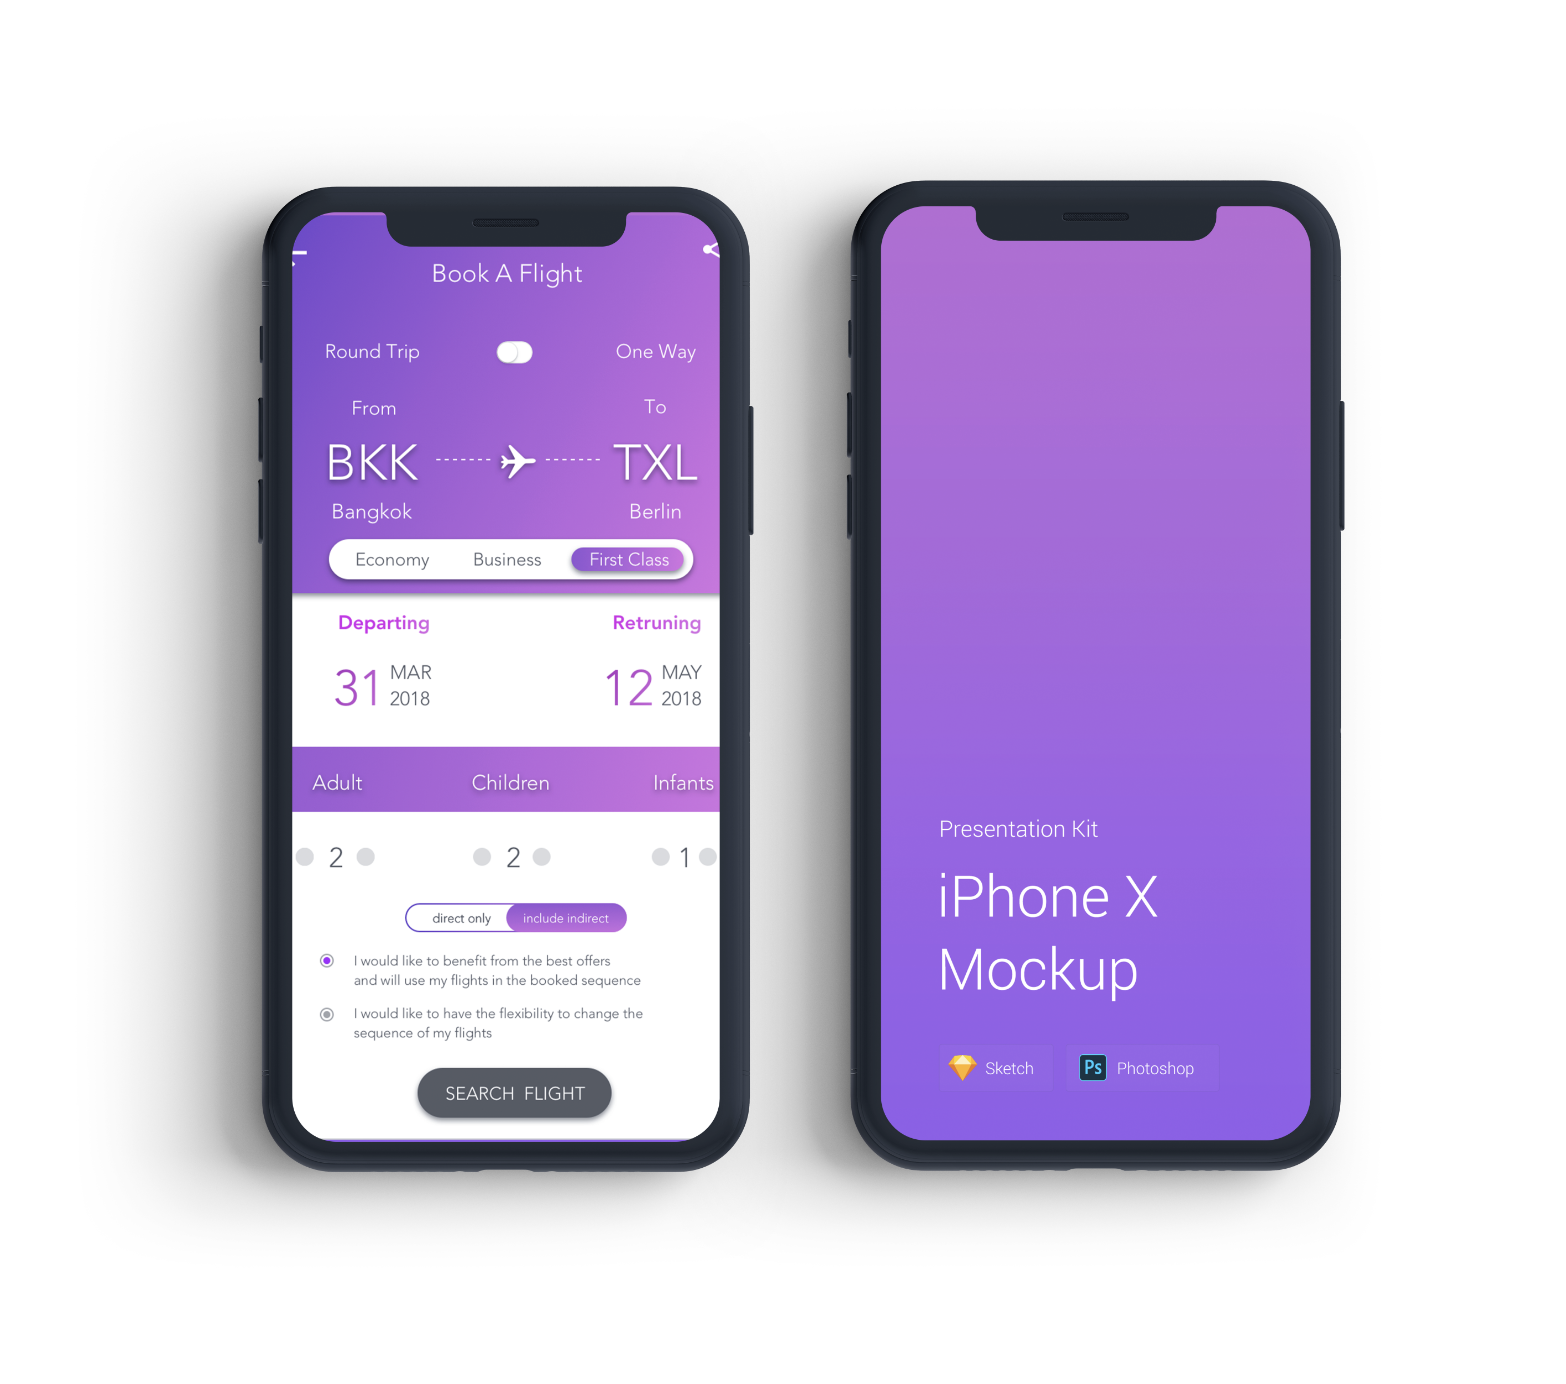 Book A Flight
Round Trip
One Way
From
To
BKK
TXL
Bangkok
Berlin
Economy
Business
First Class
Departing
Retruning
31
MAR
2018
12
MAY
2018
Adult
Children
Infants
2
2
1
direct only
include indirect
I would like to benefit from the best offers
and will use my flights in the booked sequence
I would like to have the flexibility to change the
sequence of my flights
SEARCH FLIGHT
Presentation Kit
iPhone X
Mockup
Sketch
Ps
Photoshop